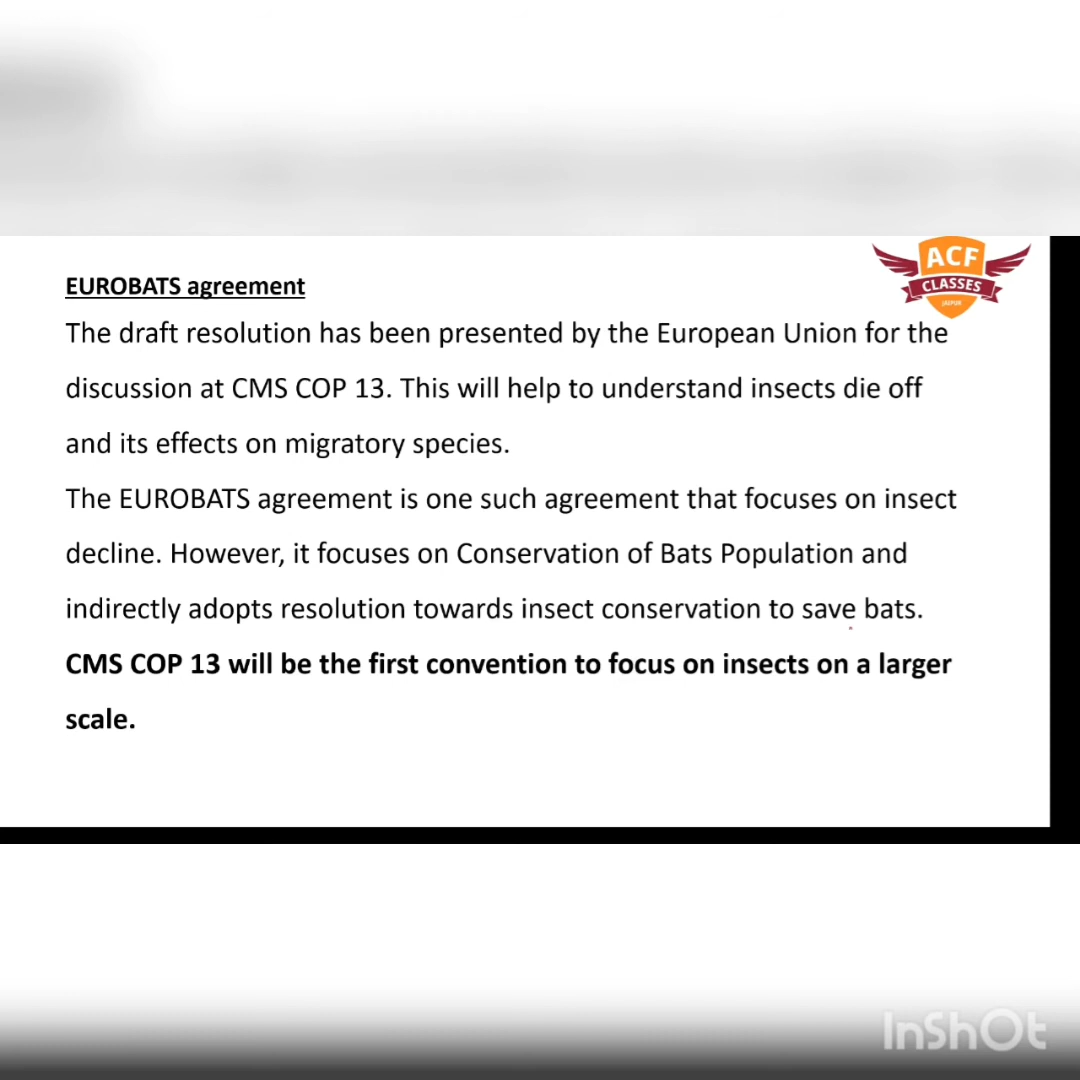 ACF
CLASSES
JAIPUR
EUROBATS agreement
The draft resolution has been presented by the European Union for the
discussion at CMS COP 13. This will help to understand insects die off
and its effects on migratory species.
The EUROBATS agreement is one such agreement that focuses on insect
decline. However, it focuses on Conservation of Bats Population and
indirectly adopts resolution towards insect conservation to save bats.
CMS COP 13 will be the first convention to focus on insects on a larger
scale.
InShOt